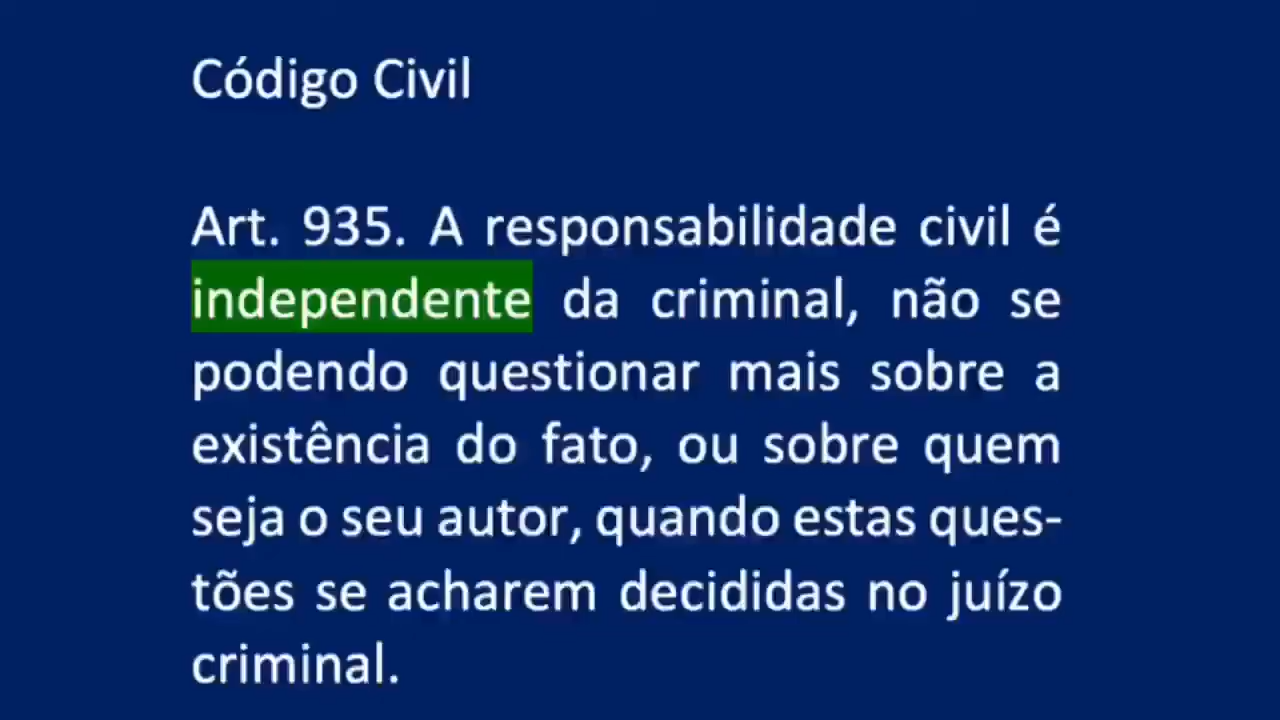 Código Civil
Art. 935. A responsabilidade civil é
independente da criminal, não se
podendo questionar mais sobre a
existência do fato, ou sobre quem
seja o seu autor, quando estas ques-
tões se acharem decididas no juízo
criminal.